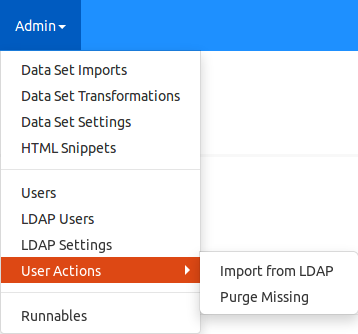 Admin
Data Set Imports
Data Set Transformations
Data Set Settings
HTML Snippets
Users
LDAP Users
LDAP Settings
User Actions
Import from LDAP
Purge Missing
Runnables